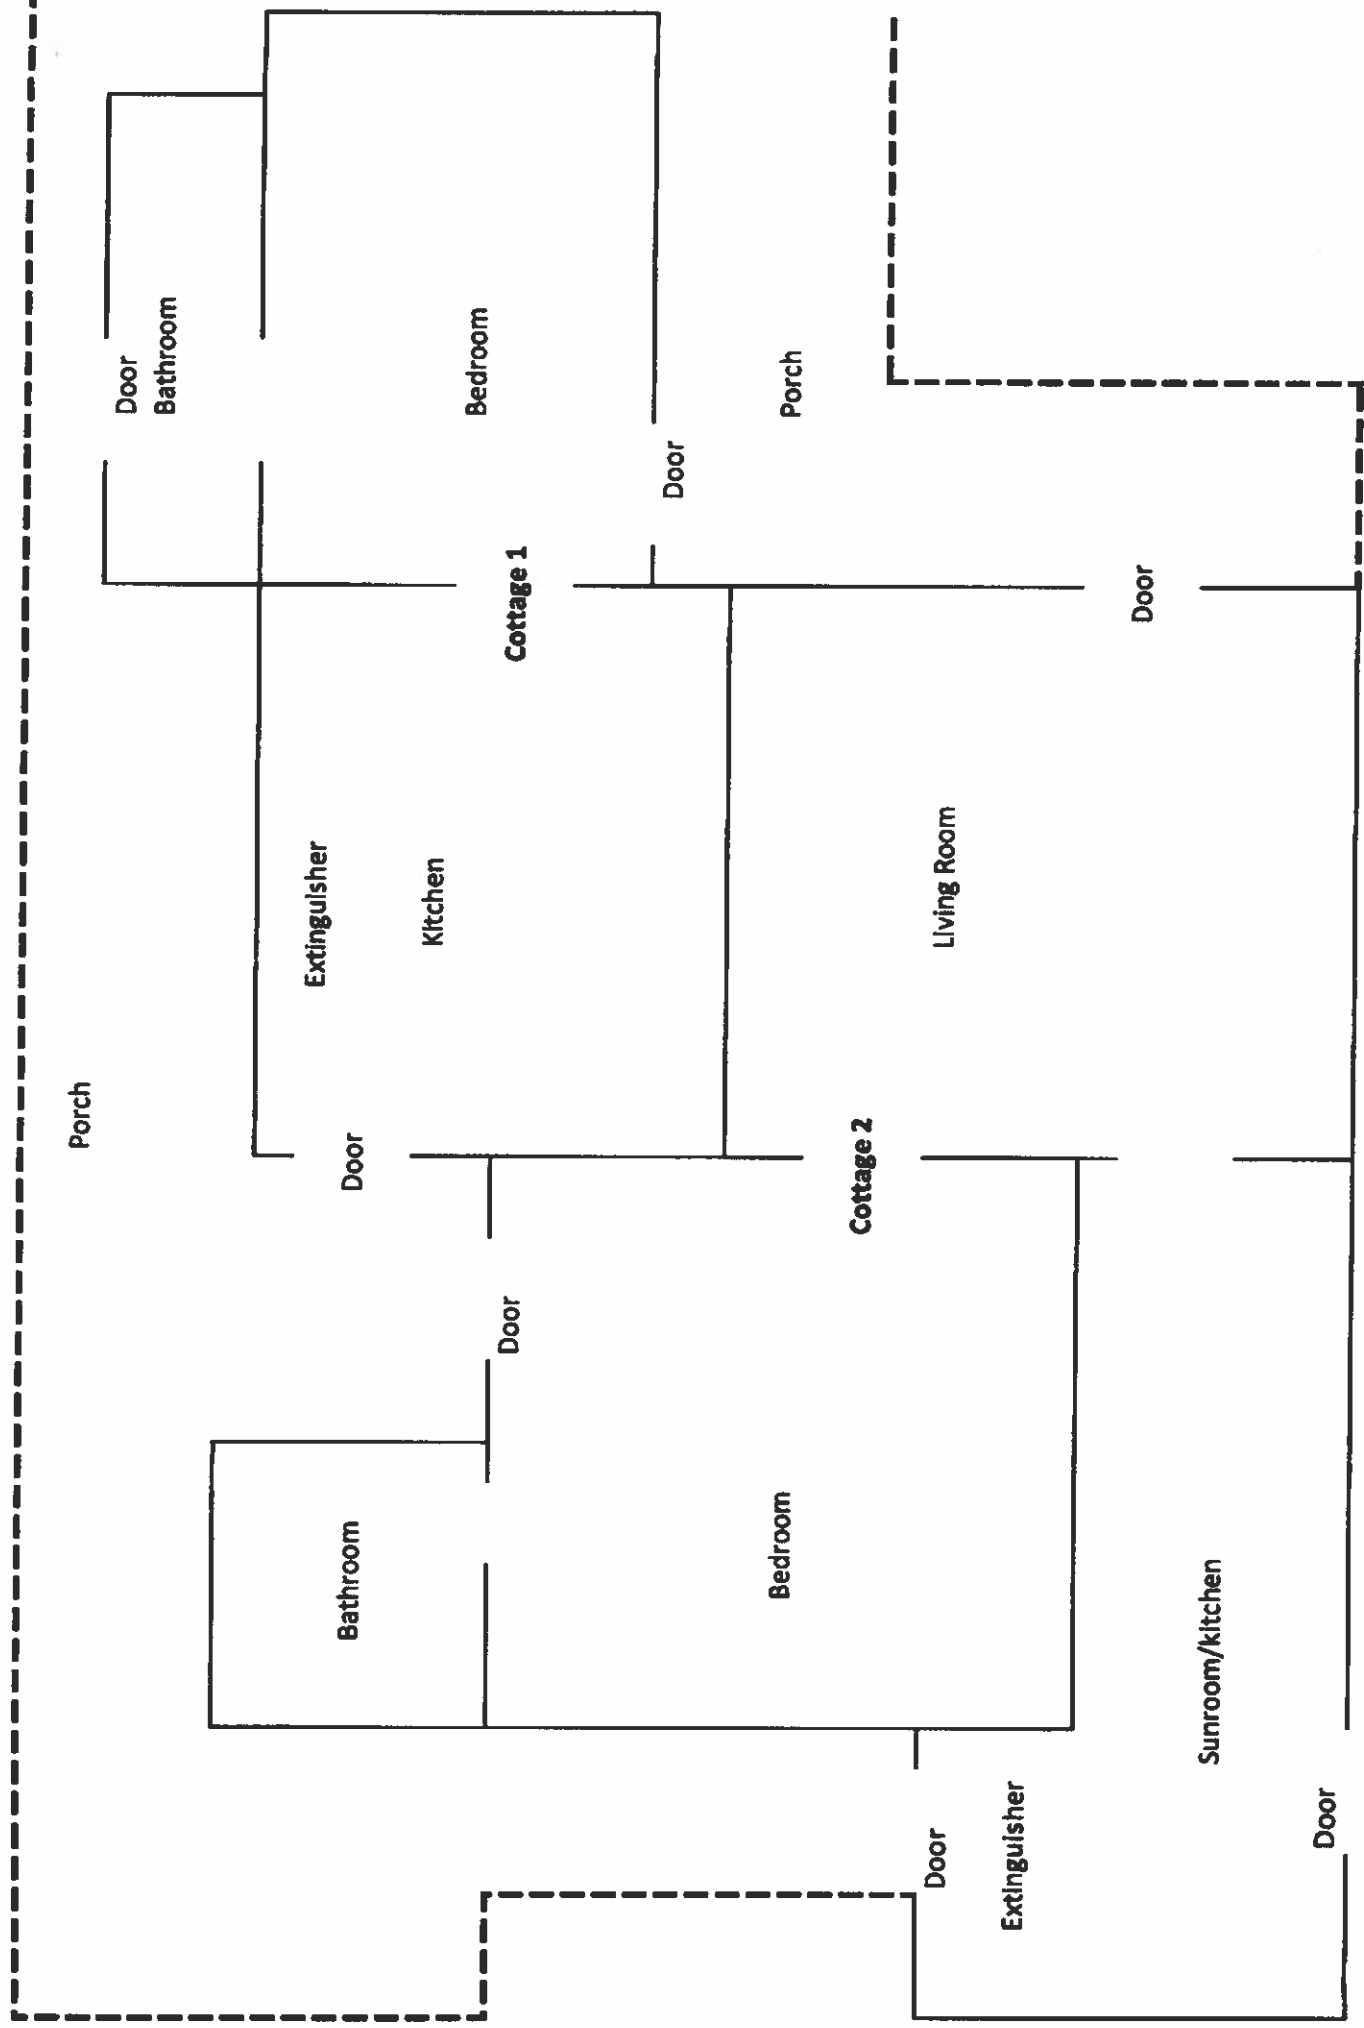 Porch
Door
Bathroom
Extinguisher
Bathroom
Door
Kitchen
Bedroom
Door
Cottage 1
Door
Bedroom
Porch
Cottage 2
Door
Living Room
Extinguisher
Door
Sunroom/kitchen
Door